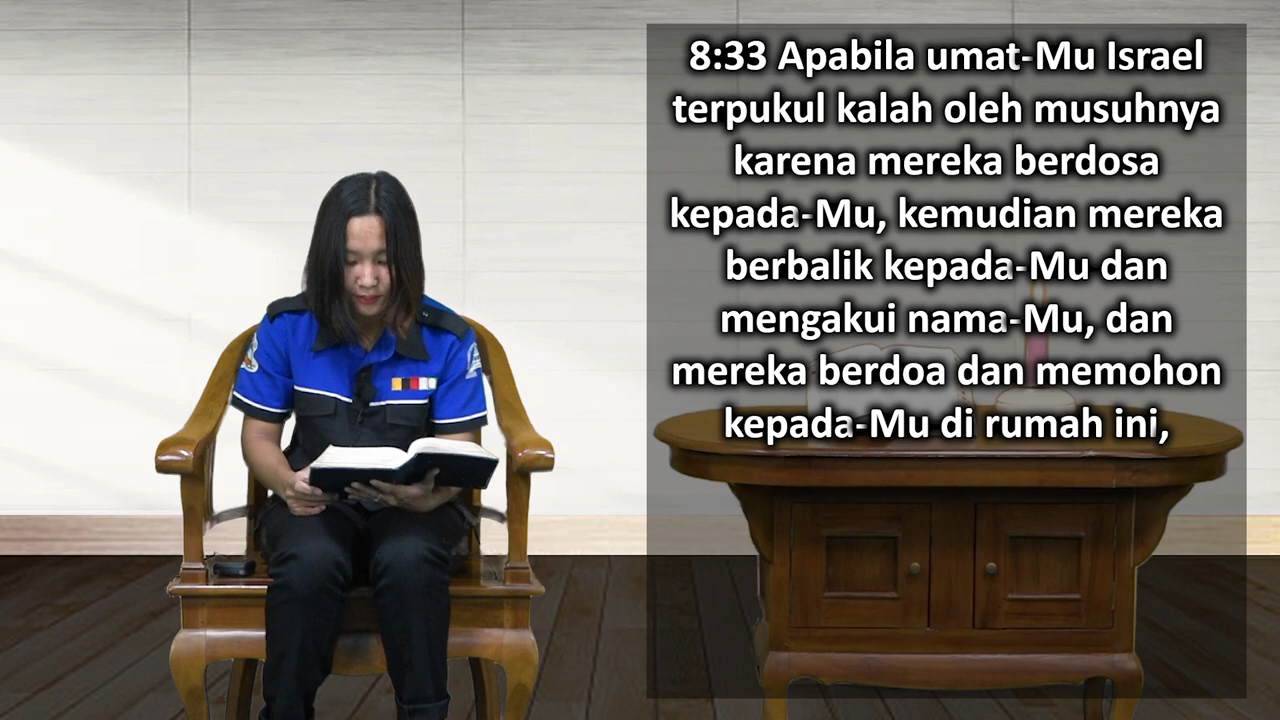 8:33 Apabila umat-Mu Israel
terpukul kalah oleh musuhnya
karena mereka berdosa
kepada-Mu, kemudian mereka
berbalik kepada-Mu dan
mengakui nama-Mu, dan
mereka berdoa dan memohon
kepada-Mu di rumah ini,